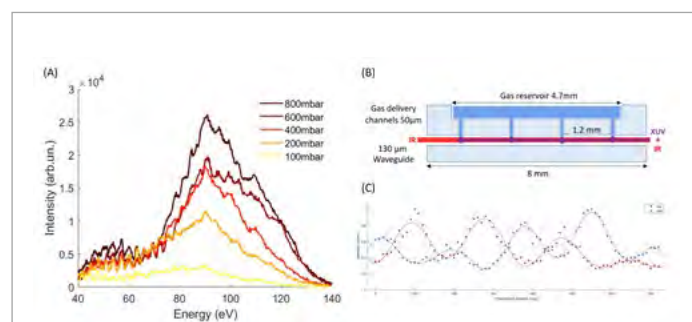 (A)
×10⁴
3
2.5
2
1.5
1
0.5
0
Intensity (arb.un.)
800mbar
600mbar
400mbar
200mbar
100mbar
40
60
80
100
120
140
Energy (eV)
(B)
Gas reservoir 4.7mm
Gas delivery
channels 50μm
1.2 mm
XUV
+
IR
IR
130 μm
Waveguide
8 mm
(C)